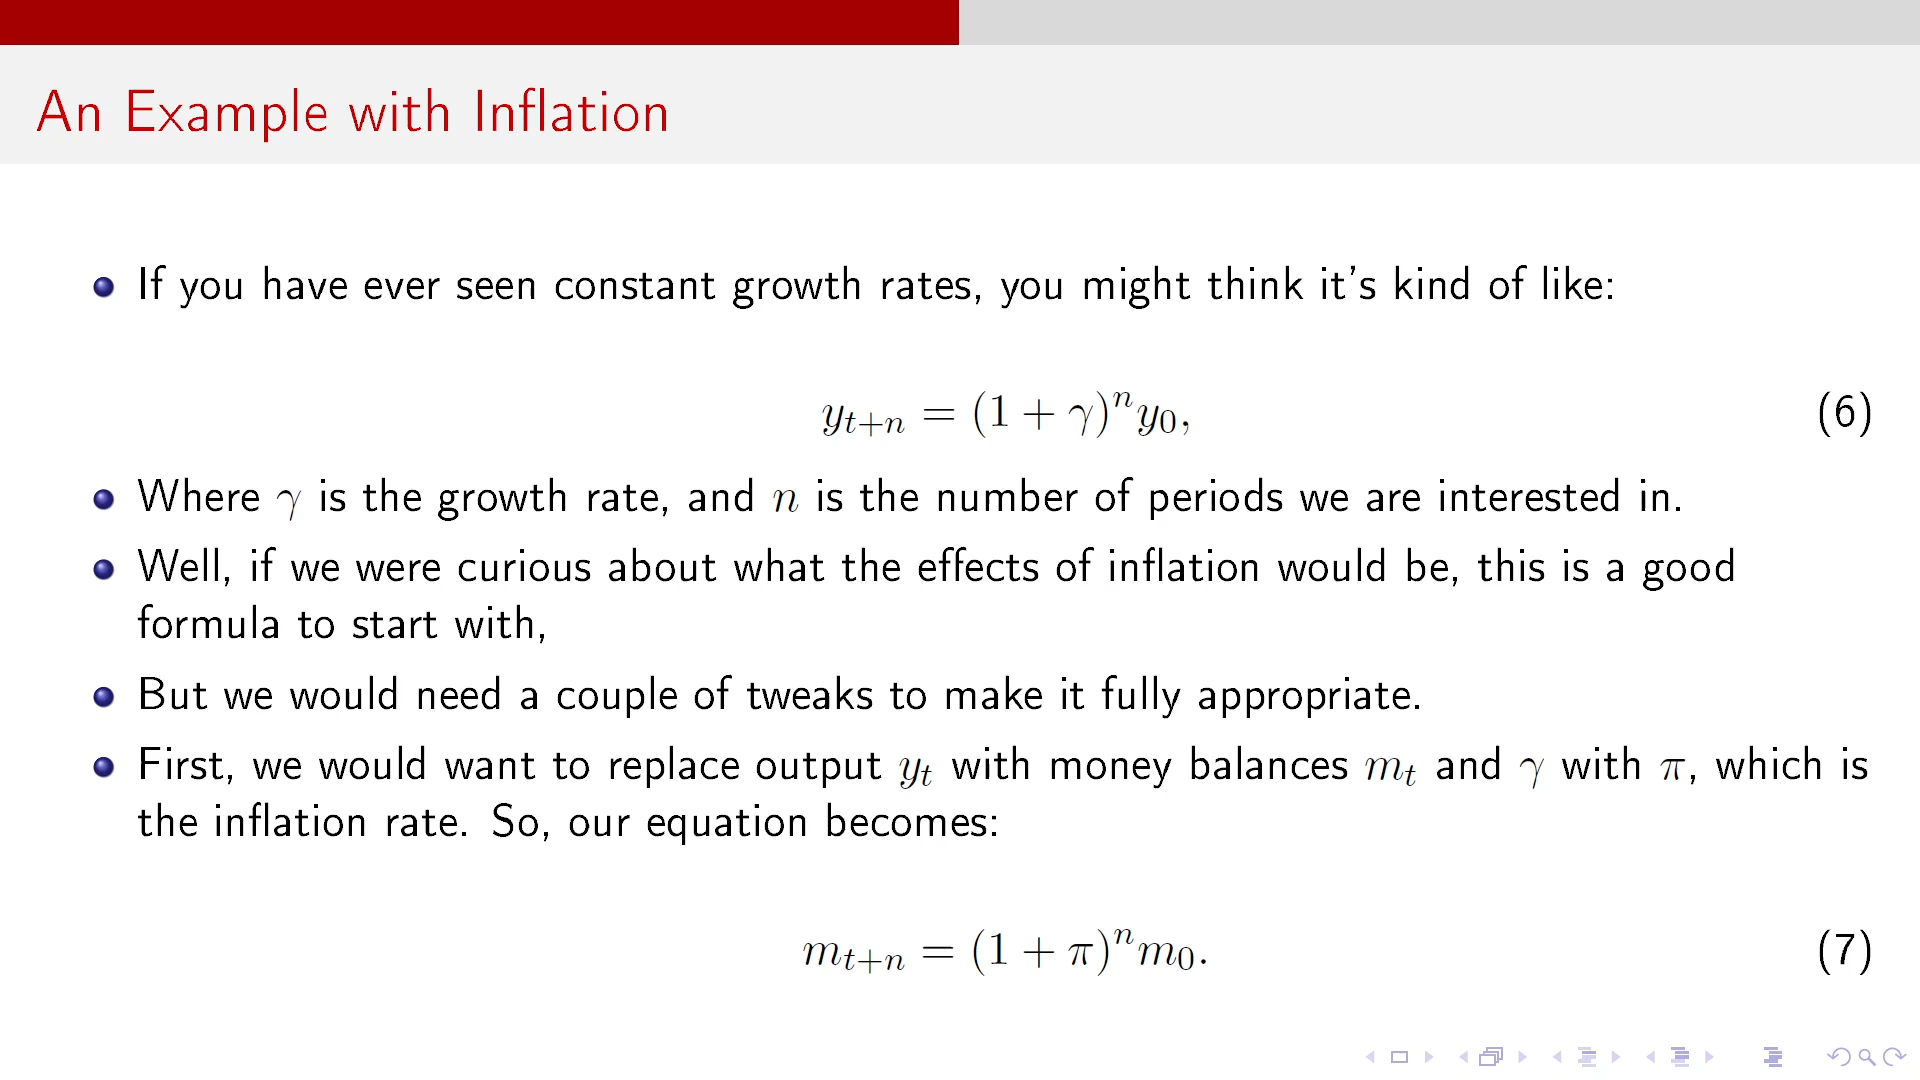 An Example with Inflation
If you have ever seen constant growth rates, you might think it's kind of like:
$y_{t+n} = (1 + \gamma)^n y_0,$ (6)
Where $\gamma$ is the growth rate, and $n$ is the number of periods we are interested in.
Well, if we were curious about what the effects of inflation would be, this is a good
formula to start with,
But we would need a couple of tweaks to make it fully appropriate.
First, we would want to replace output $y_t$ with money balances $m_t$ and $\gamma$ with $\pi$, which is
the inflation rate. So, our equation becomes:
$m_{t+n} = (1 + \pi)^n m_0.$ (7)